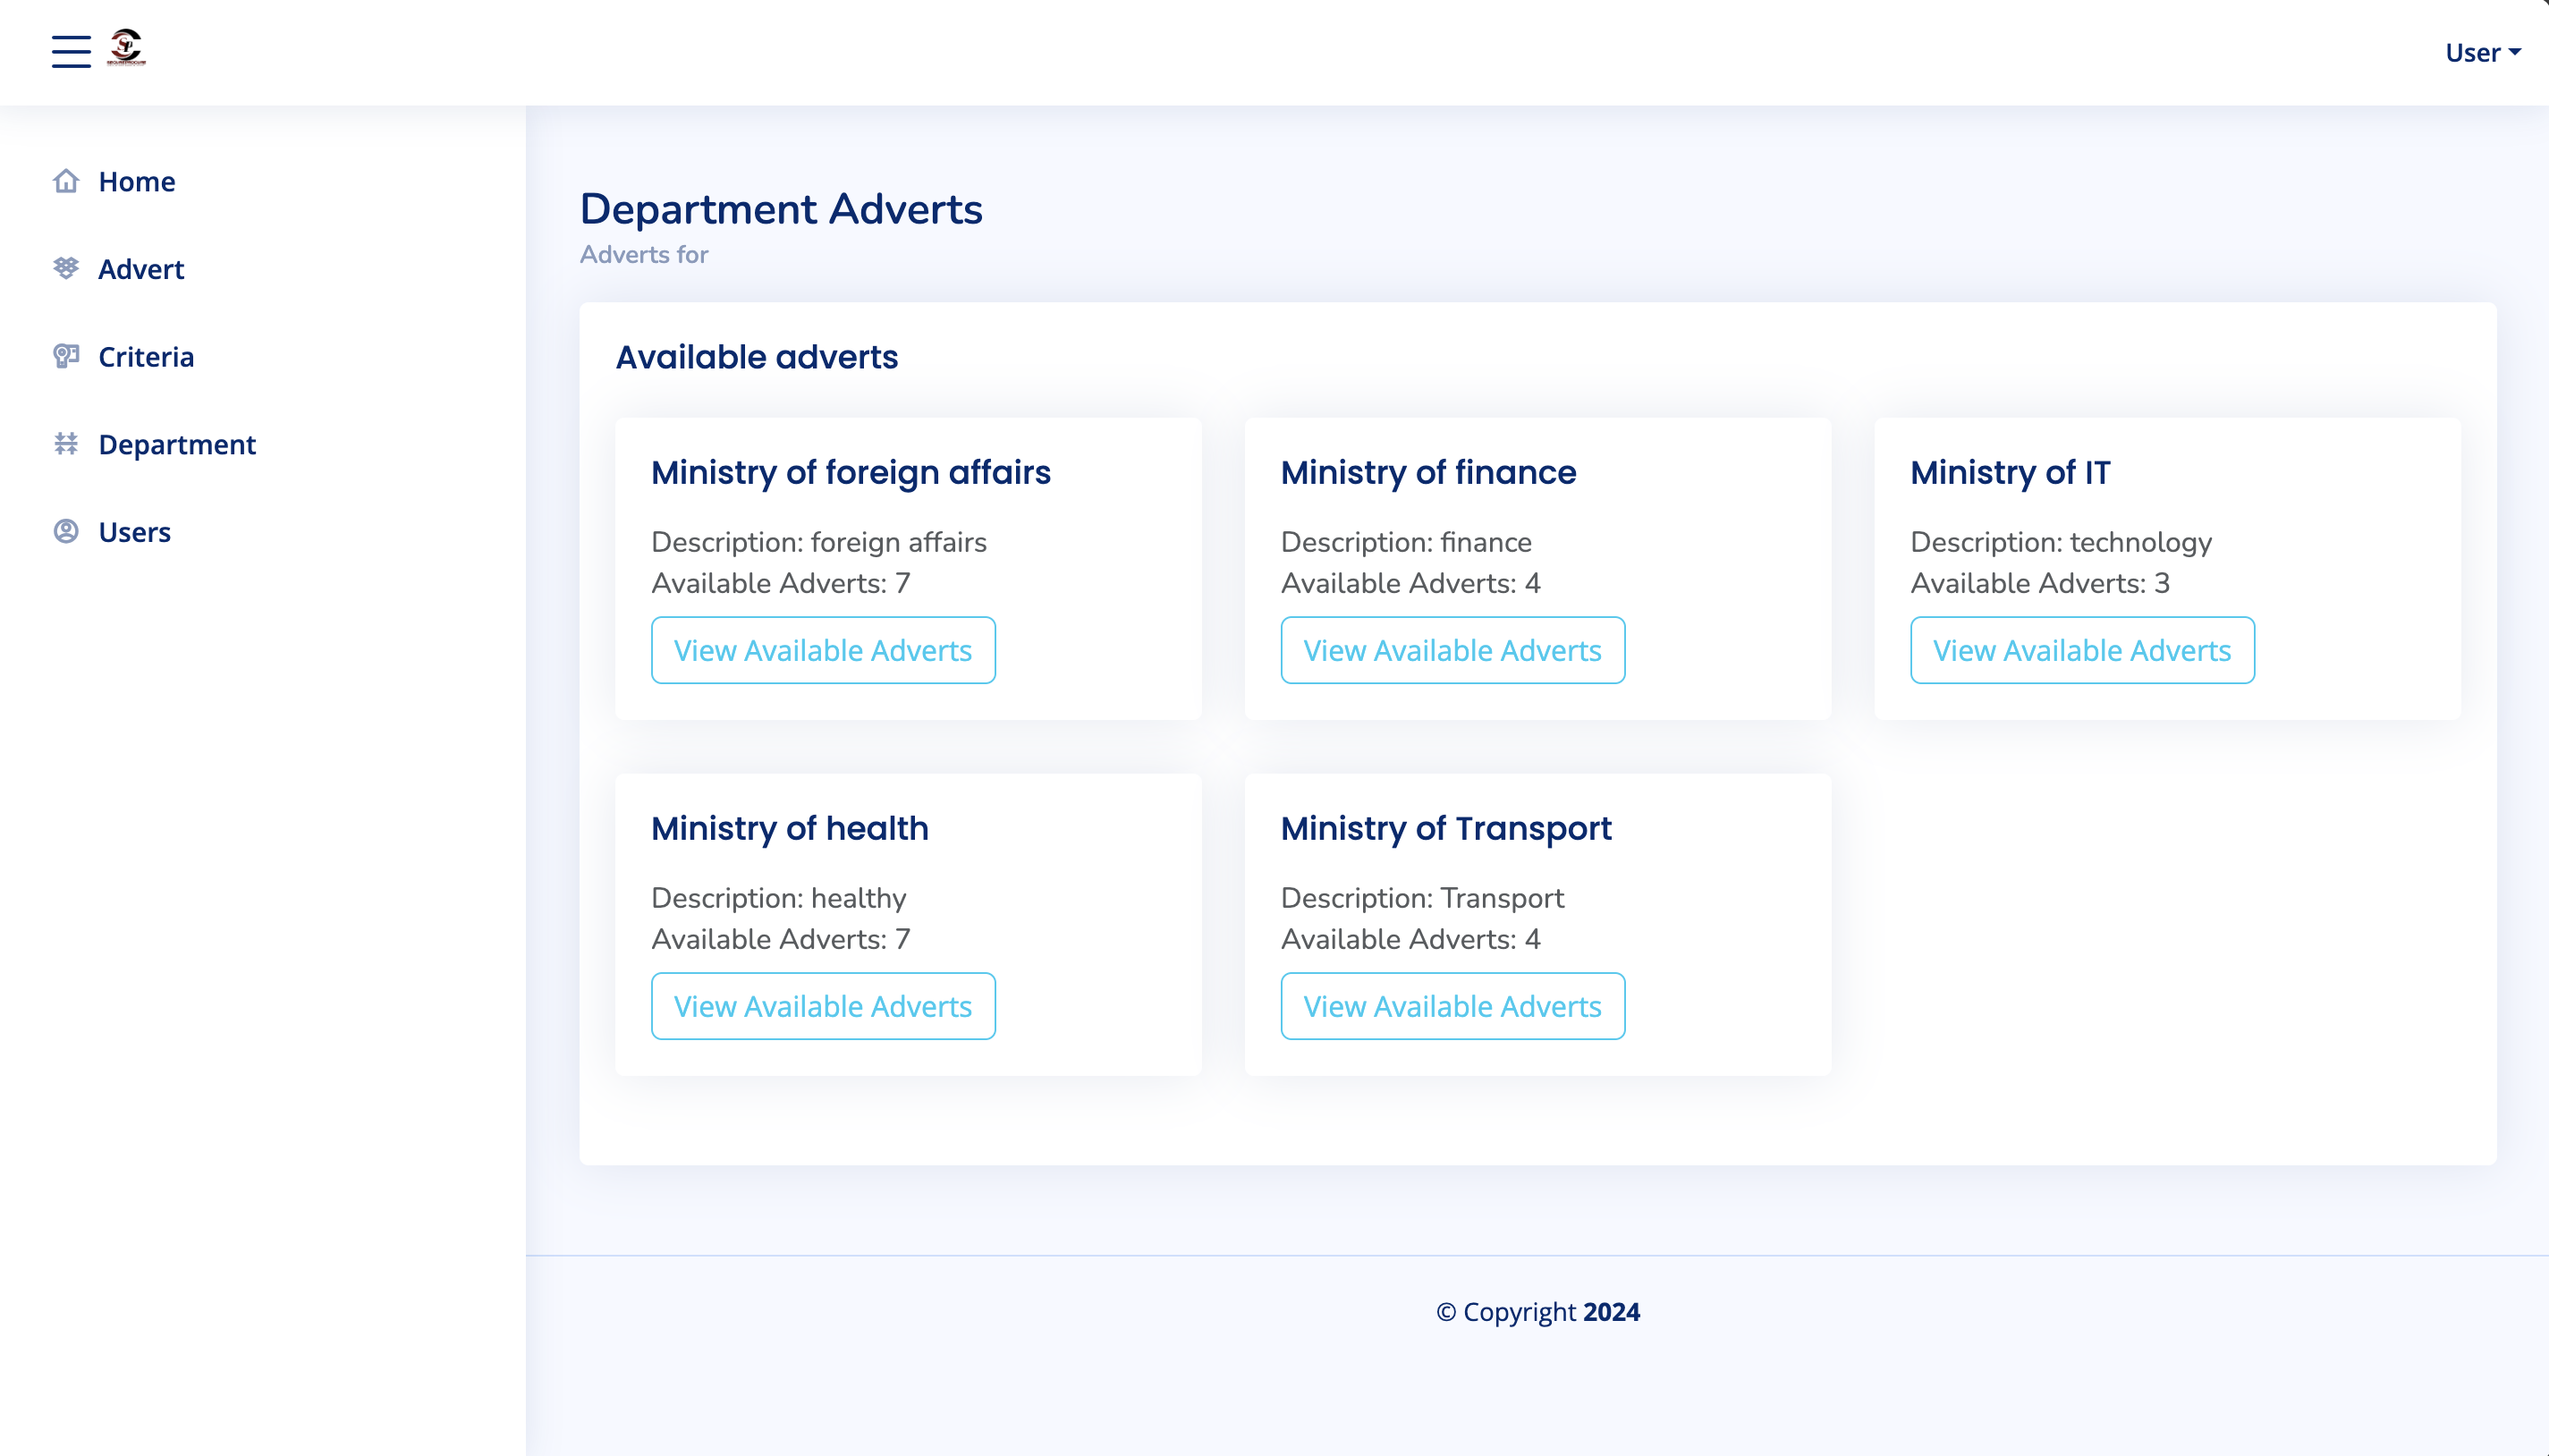 User
Home
Advert
Criteria
Department
Users
Department Adverts
Adverts for
Available adverts
Ministry of foreign affairs
Description: foreign affairs
Available Adverts: 7
View Available Adverts
Ministry of finance
Description: finance
Available Adverts: 4
View Available Adverts
Ministry of IT
Description: technology
Available Adverts: 3
View Available Adverts
Ministry of health
Description: healthy
Available Adverts: 7
View Available Adverts
Ministry of Transport
Description: Transport
Available Adverts: 4
View Available Adverts
© Copyright 2024